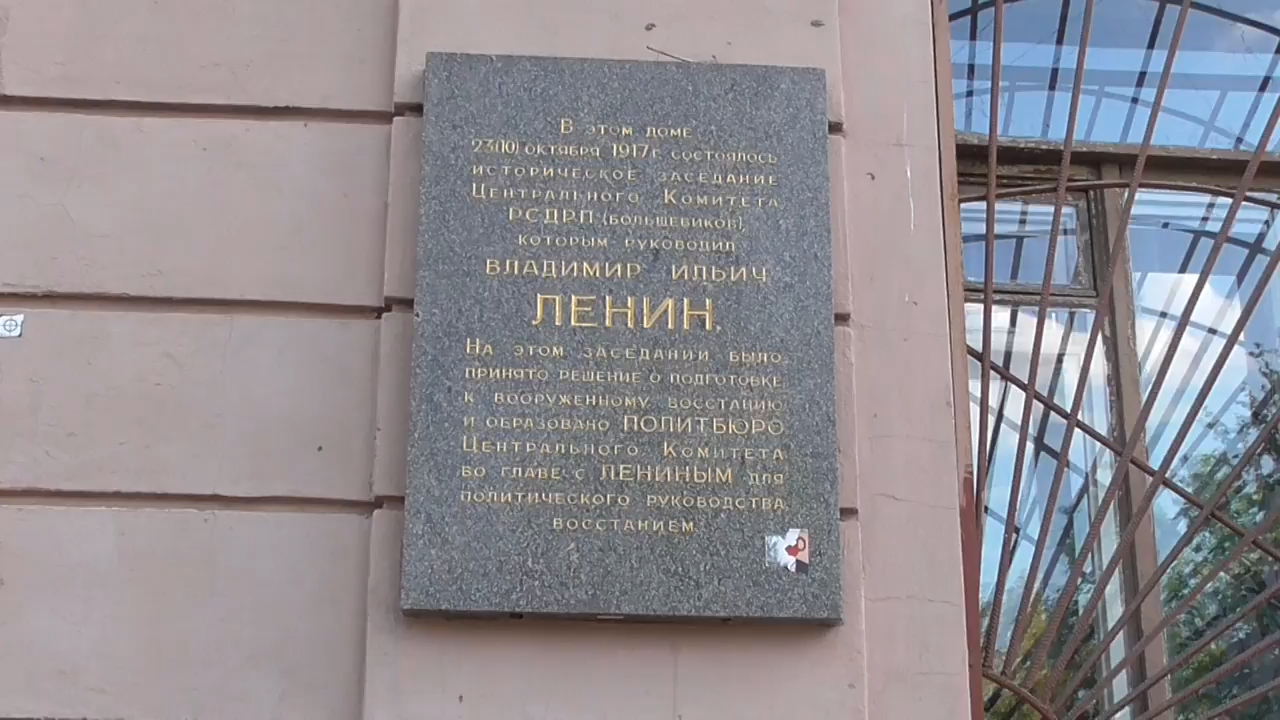 В этом доме
23(10) октября 1917 г. состоялось
историческое заседание
Центрального Комитета
РСДРП (большевиков),
которым руководил
ВЛАДИМИР ИЛЬИЧ
ЛЕНИН.
На этом заседании было
принято решение о подготовке
к вооруженному восстанию
и образовано ПОЛИТБЮРО
Центрального Комитета
во главе с ЛЕНИНЫМ для
политического руководства
восстанием.